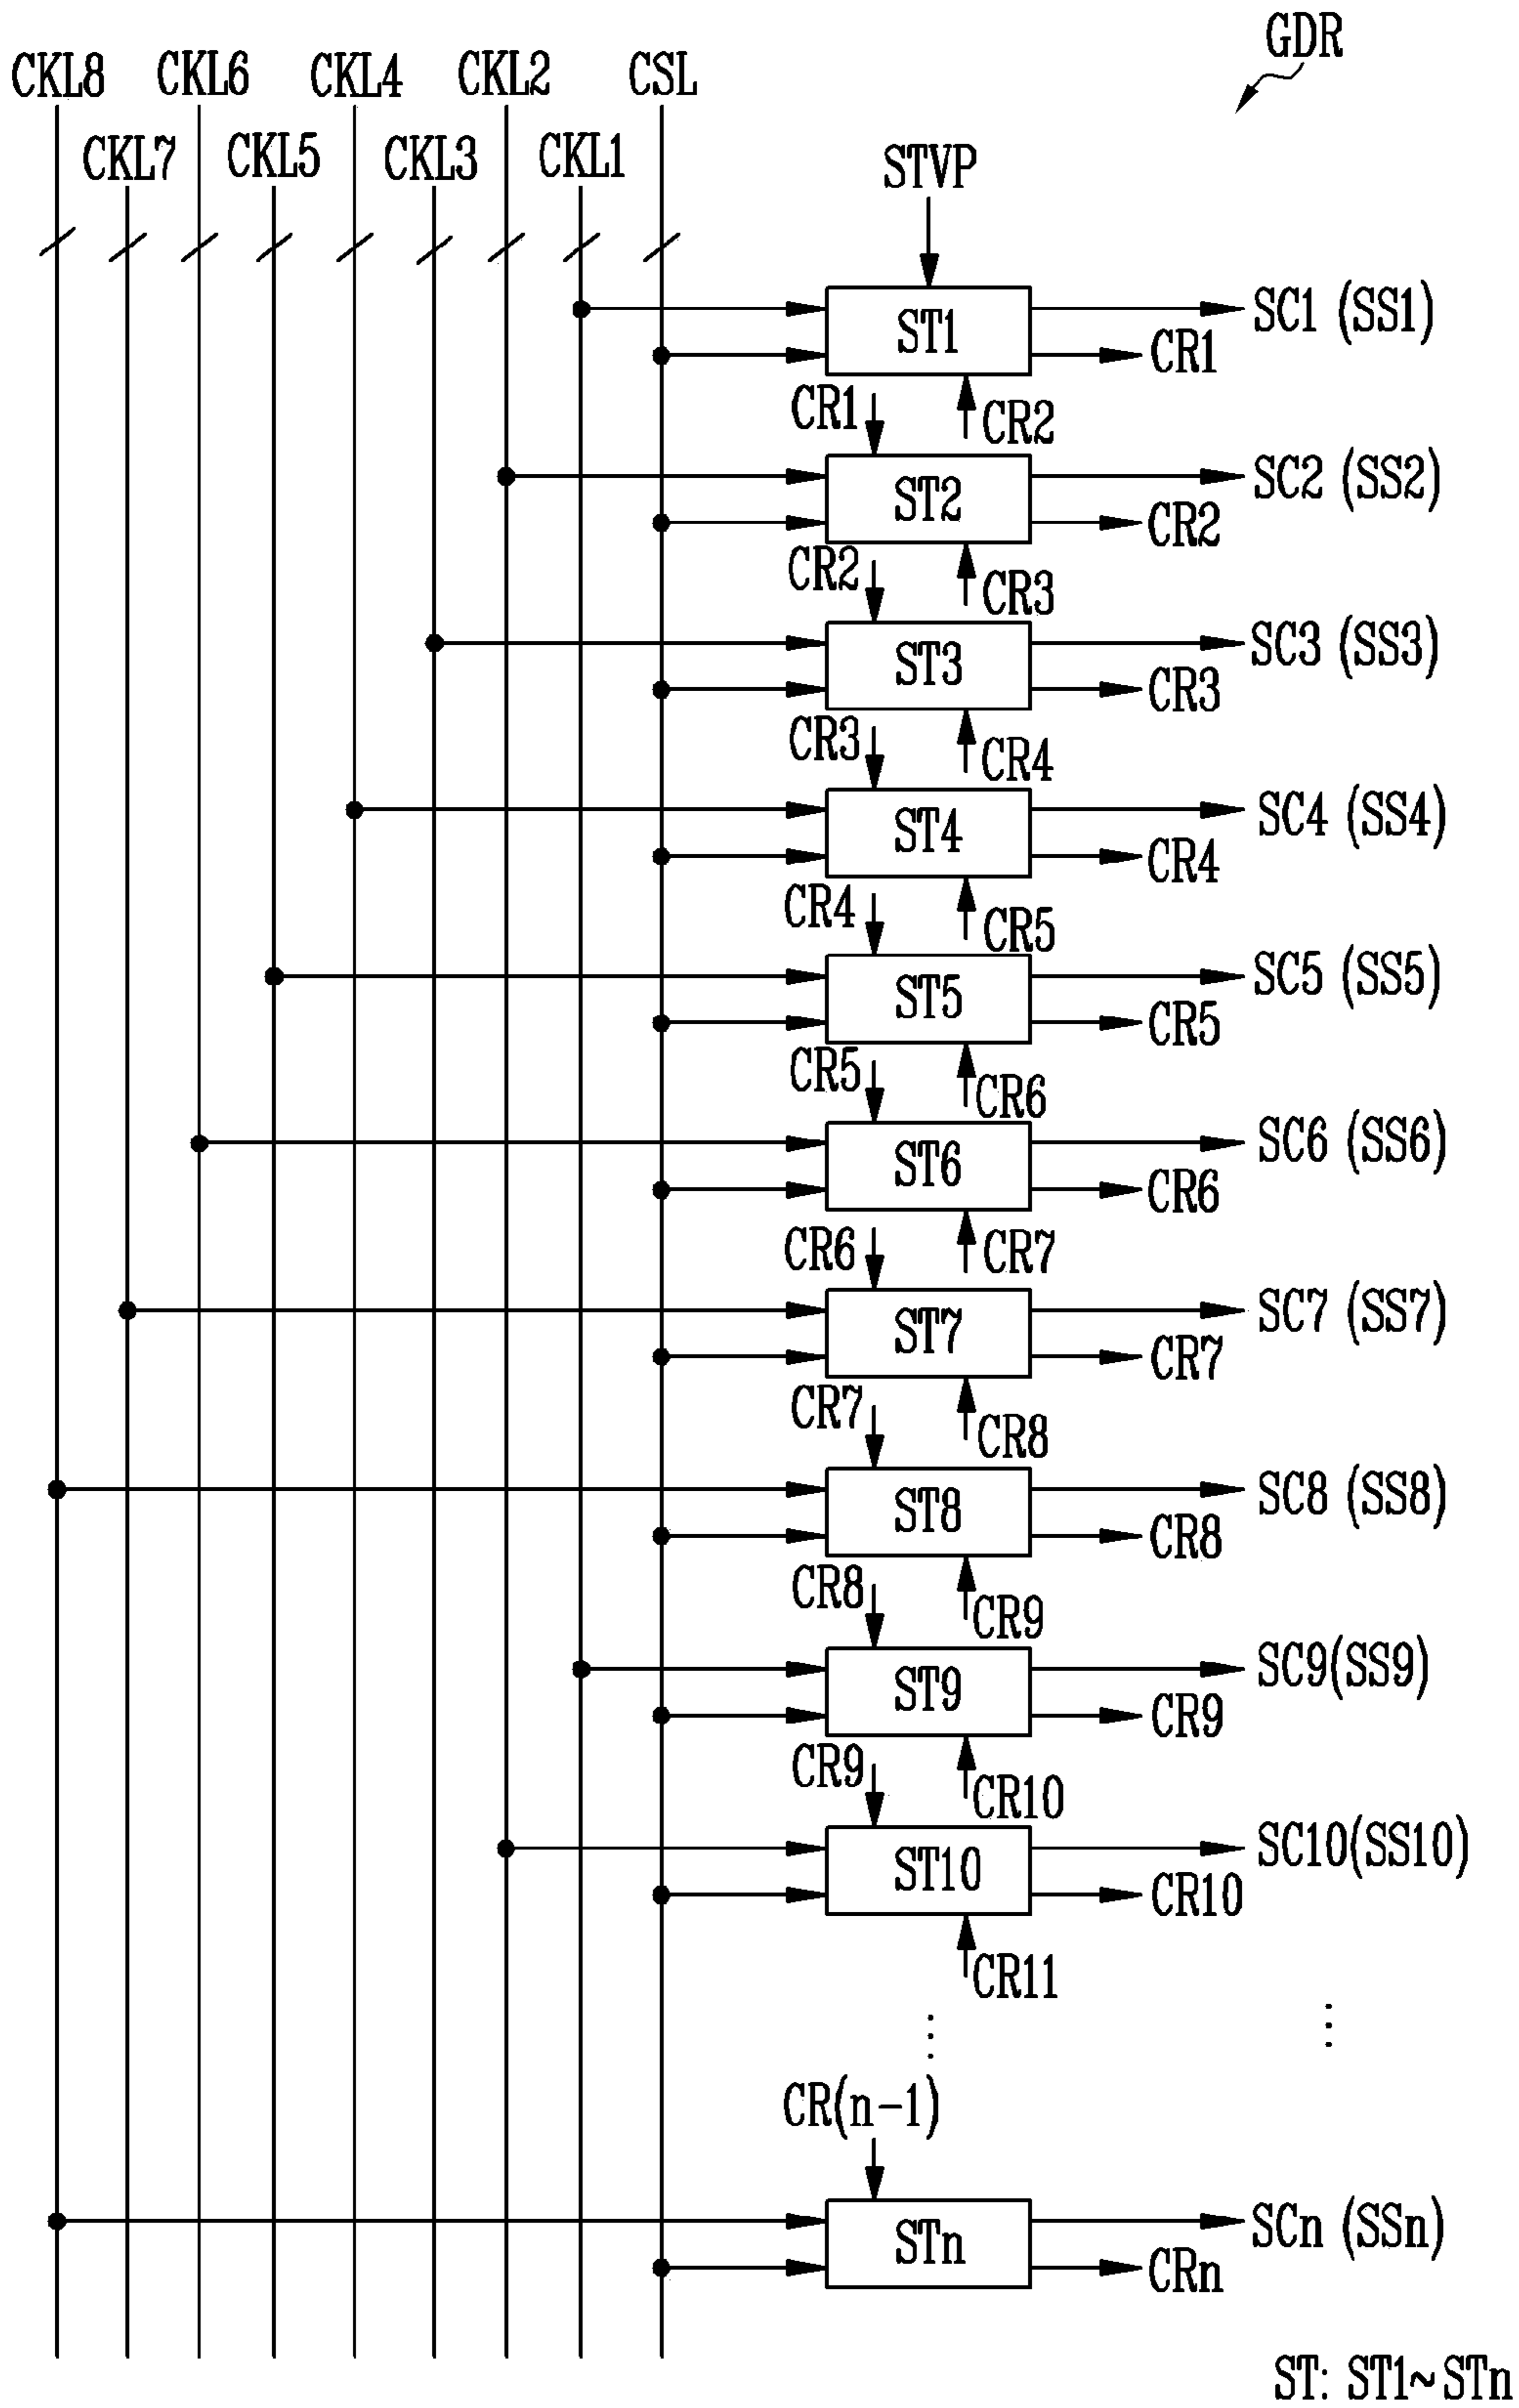 GDR
CKL8 CKL6 CKL4 CKL2 CSL
CKL7 CKL5 CKL3 CKL1 STVP
ST1 SC1 (SS1)
CR1
CR1 CR2
ST2 SC2 (SS2)
CR2
CR2 CR3
ST3 SC3 (SS3)
CR3
CR3 CR4
ST4 SC4 (SS4)
CR4
CR4 CR5
ST5 SC5 (SS5)
CR5
CR5 CR6
ST6 SC6 (SS6)
CR6
CR6 CR7
ST7 SC7 (SS7)
CR7
CR7 CR8
ST8 SC8 (SS8)
CR8
CR8 CR9
ST9 SC9(SS9)
CR9
CR9 CR10
ST10 SC10(SS10)
CR10
CR11
CR(n-1)
STn SCn (SSn)
CRn
ST: ST1~STn